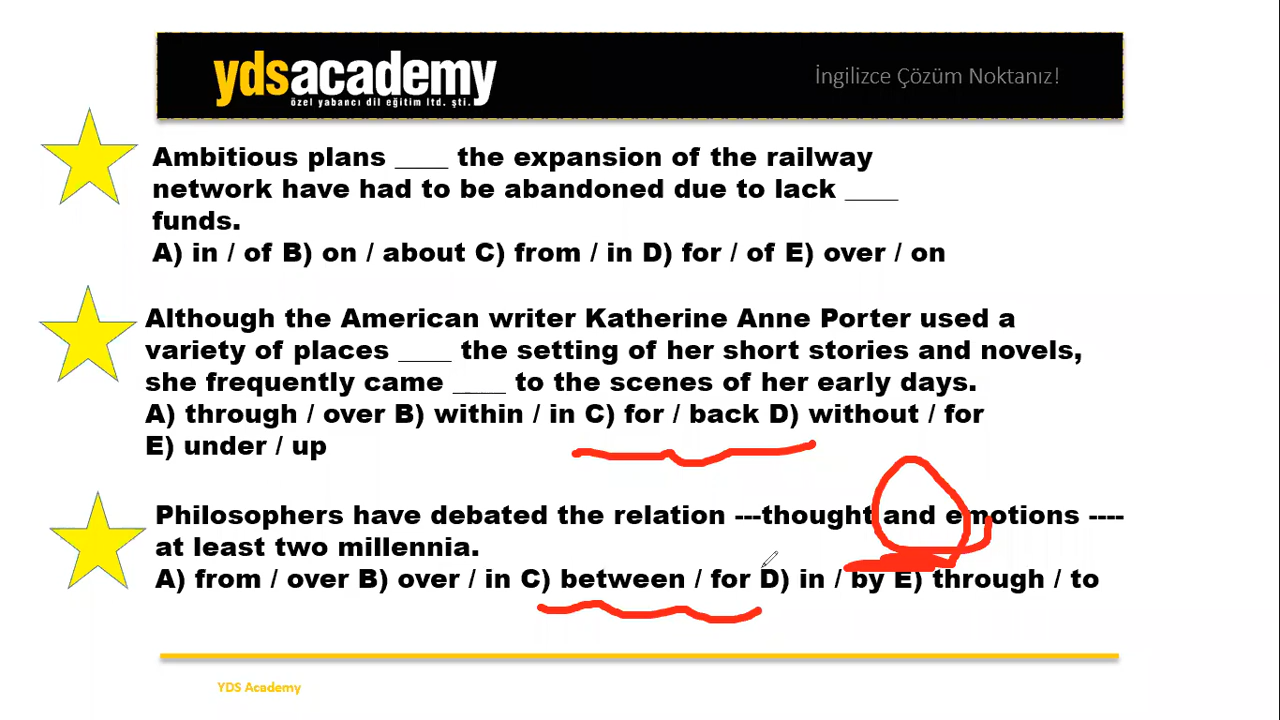 ydsacademy
özel yabancı dil eğitim ltd. şti.
İngilizce Çözüm Noktanız!
Ambitious plans ____ the expansion of the railway
network have had to be abandoned due to lack ____
funds.
A) in / of B) on / about C) from / in D) for / of E) over / on
Although the American writer Katherine Anne Porter used a
variety of places ____ the setting of her short stories and novels,
she frequently came ____ to the scenes of her early days.
A) through / over B) within / in C) for / back D) without / for
E) under / up
Philosophers have debated the relation ---thought and emotions ----
at least two millennia.
A) from / over B) over / in C) between / for D) in / by E) through / to
YDS Academy